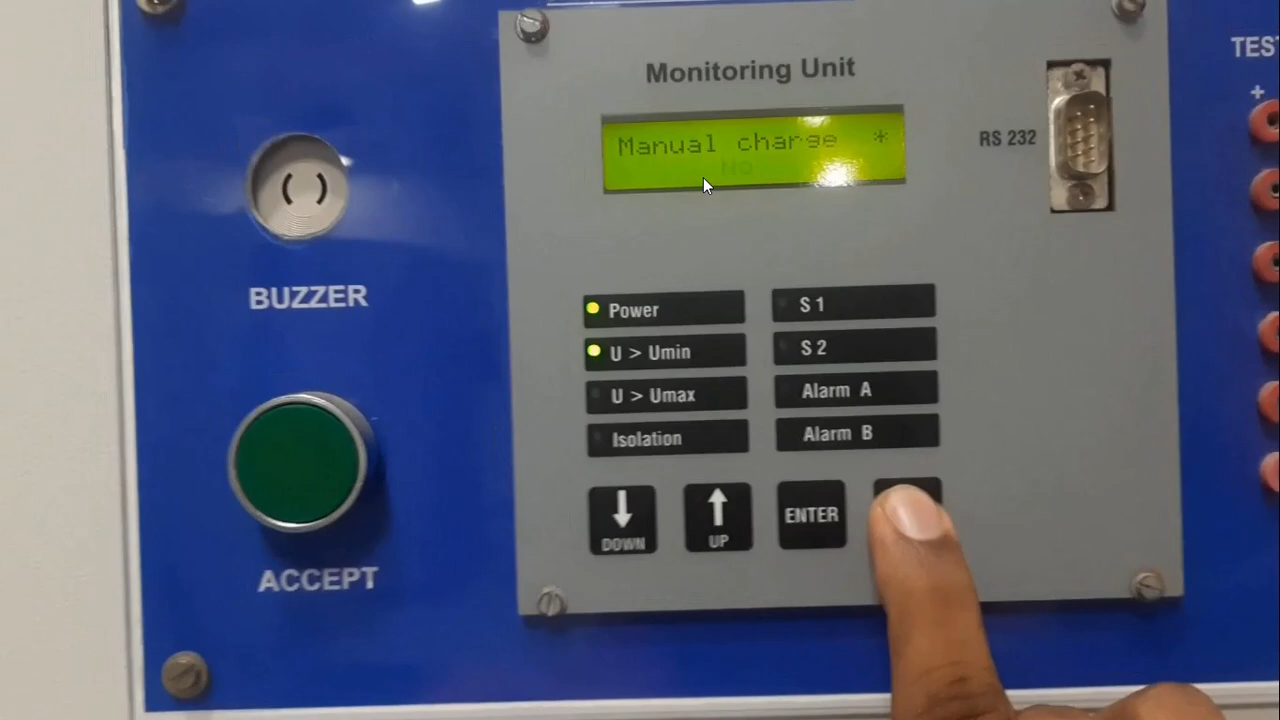 Monitoring Unit
Manual charge *
No
RS 232
TEST
+
BUZZER
Power
S 1
U > Umin
S 2
U > Umax
Alarm A
Isolation
Alarm B
DOWN
UP
ENTER
ACCEPT